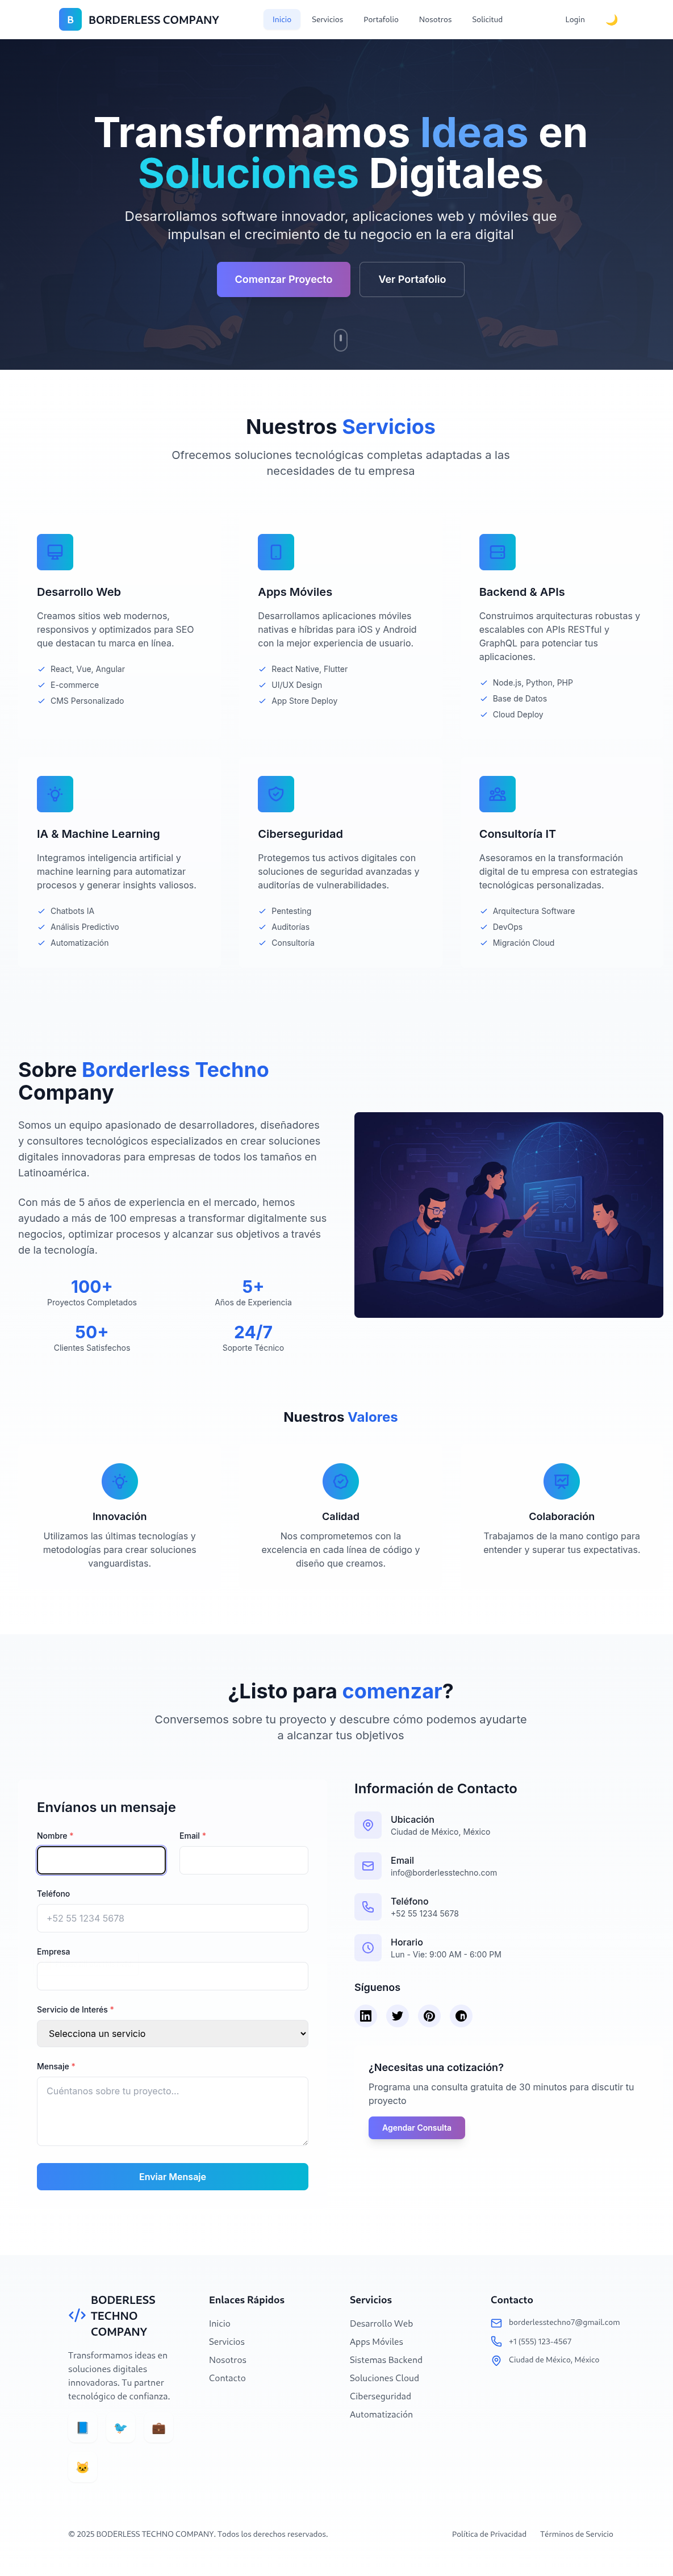 B BORDERLESS COMPANY
Inicio Servicios Portafolio Nosotros Solicitud Login
Transformamos Ideas en
Soluciones Digitales
Desarrollamos software innovador, aplicaciones web y móviles que
impulsan el crecimiento de tu negocio en la era digital
Comenzar Proyecto Ver Portafolio
Nuestros Servicios
Ofrecemos soluciones tecnológicas completas adaptadas a las
necesidades de tu empresa
Desarrollo Web
Creamos sitios web modernos,
responsivos y optimizados para SEO
que destacan tu marca en línea.
React, Vue, Angular
E-commerce
CMS Personalizado
Apps Móviles
Desarrollamos aplicaciones móviles
nativas e híbridas para iOS y Android
con la mejor experiencia de usuario.
React Native, Flutter
UI/UX Design
App Store Deploy
Backend & APIs
Construimos arquitecturas robustas y
escalables con APIs RESTful y
GraphQL para potenciar tus
aplicaciones.
Node.js, Python, PHP
Base de Datos
Cloud Deploy
IA & Machine Learning
Integramos inteligencia artificial y
machine learning para automatizar
procesos y generar insights valiosos.
Chatbots IA
Análisis Predictivo
Automatización
Ciberseguridad
Protegemos tus activos digitales con
soluciones de seguridad avanzadas y
auditorías de vulnerabilidades.
Pentesting
Auditorías
Consultoría
Consultoría IT
Asesoramos en la transformación
digital de tu empresa con estrategias
tecnológicas personalizadas.
Arquitectura Software
DevOps
Migración Cloud
Sobre Borderless Techno
Company
Somos un equipo apasionado de desarrolladores, diseñadores
y consultores tecnológicos especializados en crear soluciones
digitales innovadoras para empresas de todos los tamaños en
Latinoamérica.
Con más de 5 años de experiencia en el mercado, hemos
ayudado a más de 100 empresas a transformar digitalmente sus
negocios, optimizar procesos y alcanzar sus objetivos a través
de la tecnología.
100+
Proyectos Completados
5+
Años de Experiencia
50+
Clientes Satisfechos
24/7
Soporte Técnico
Nuestros Valores
Innovación
Utilizamos las últimas tecnologías y
metodologías para crear soluciones
vanguardistas.
Calidad
Nos comprometemos con la
excelencia en cada línea de código y
diseño que creamos.
Colaboración
Trabajamos de la mano contigo para
entender y superar tus expectativas.
¿Listo para comenzar?
Conversemos sobre tu proyecto y descubre cómo podemos ayudarte
a alcanzar tus objetivos
Envíanos un mensaje
Nombre * Email *
Teléfono
+52 55 1234 5678
Empresa
Servicio de Interés *
Selecciona un servicio
Mensaje *
Cuéntanos sobre tu proyecto...
Enviar Mensaje
Información de Contacto
Ubicación
Ciudad de México, México
Email
info@borderlesstechno.com
Teléfono
+52 55 1234 5678
Horario
Lun - Vie: 9:00 AM - 6:00 PM
Síguenos
¿Necesitas una cotización?
Programa una consulta gratuita de 30 minutos para discutir tu
proyecto
Agendar Consulta
BODERLESS
TECHNO
COMPANY
Transformamos ideas en
soluciones digitales
innovadoras. Tu partner
tecnológico de confianza.
Enlaces Rápidos
Inicio
Servicios
Nosotros
Contacto
Servicios
Desarrollo Web
Apps Móviles
Sistemas Backend
Soluciones Cloud
Ciberseguridad
Automatización
Contacto
borderlesstechno7@gmail.com
+1 (555) 123-4567
Ciudad de México, México
© 2025 BODERLESS TECHNO COMPANY. Todos los derechos reservados.
Política de Privacidad Términos de Servicio